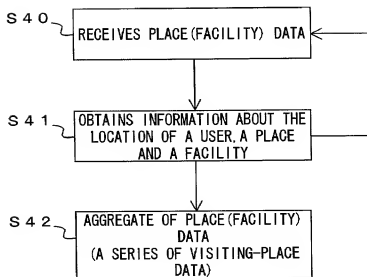 S40
RECEIVES PLACE(FACILITY) DATA
S41
OBTAINS INFORMATION ABOUT THE
LOCATION OF A USER, A PLACE
AND A FACILITY
S42
AGGREGATE OF PLACE(FACILITY)
DATA
(A SERIES OF VISITING-PLACE
DATA)